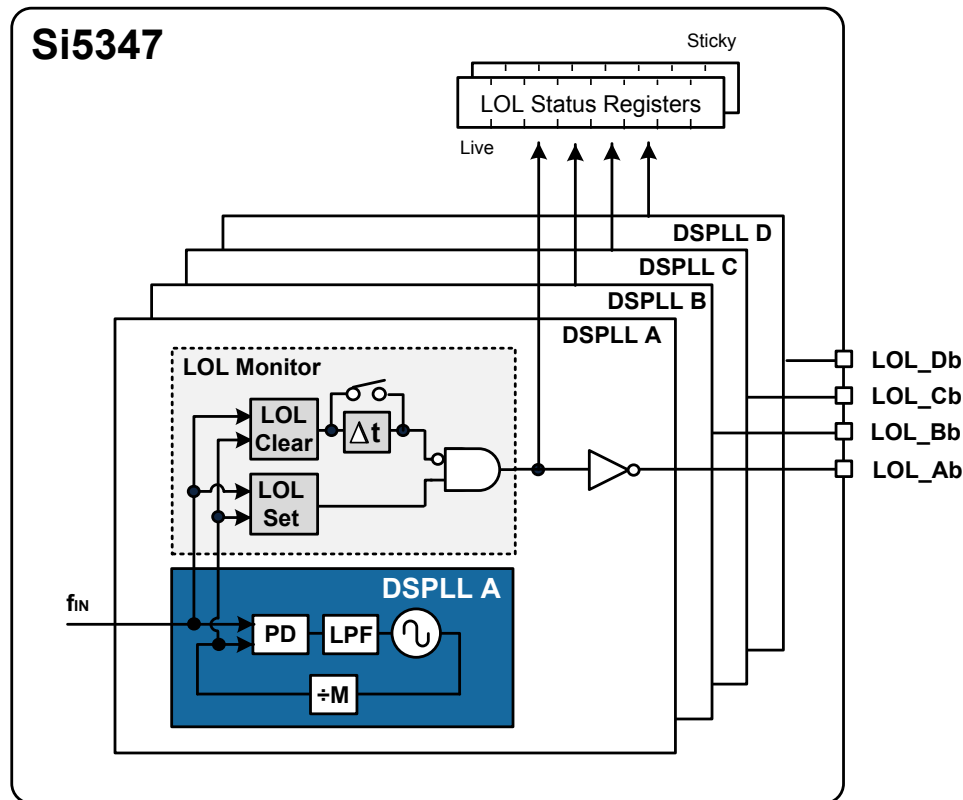 Si5347
Sticky
LOL Status Registers
Live
DSPLL D
DSPLL C
DSPLL B
DSPLL A
LOL Monitor
LOL
Clear
Δt
LOL
Set
LOL_Db
LOL_Cb
LOL_Bb
LOL_Ab
DSPLL A
fIN
PD
LPF
÷M